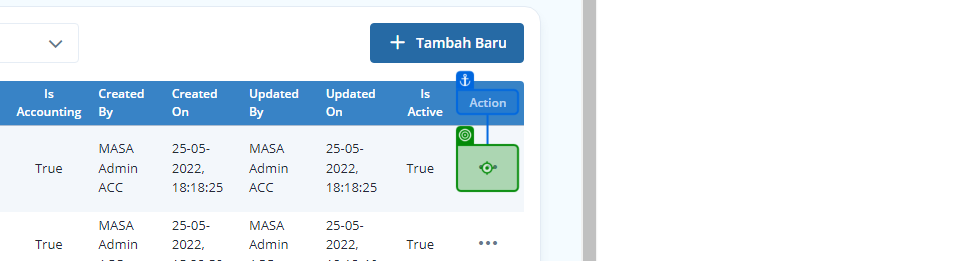 Tambah Baru
Is Accounting Created By Created On Updated By Updated On Is Active Action
True MASA Admin ACC 25-05-2022, 18:18:25 MASA Admin ACC 25-05-2022, 18:18:25 True
True MASA Admin 25-05-2022, MASA Admin 25-05-2022, True